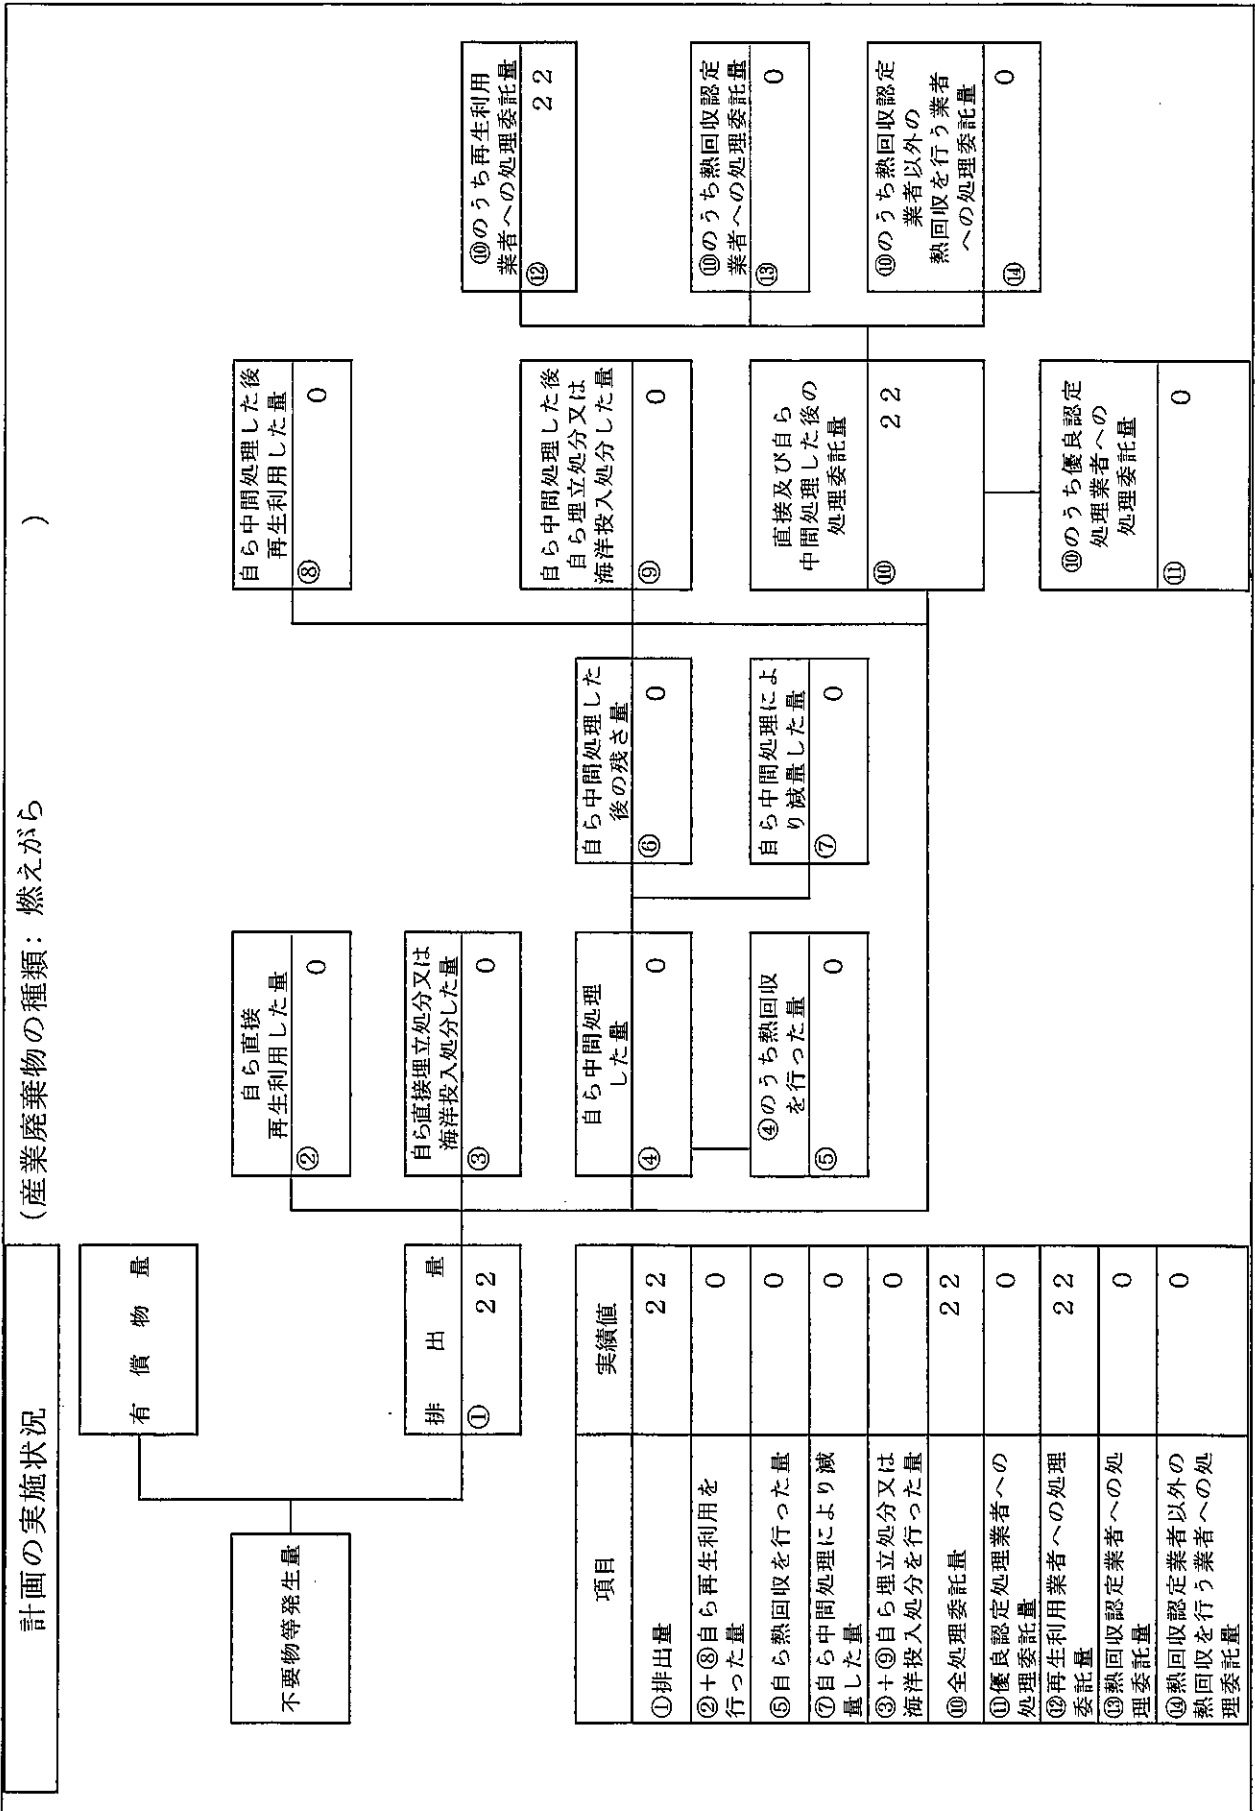 計画の実施状況
(産業廃棄物の種類：燃えがら
)
不要物等発生量
有償物量
排出量
①
22
自ら直接
再生利用した量
②
0
自ら直接埋立処分又は
海洋投入処分した量
③
0
自ら中間処理
した量
④
0
④のうち熱回収
を行った量
⑤
0
自ら中間処理した
後の残さ量
⑥
0
自ら中間処理によ
り減量した量
⑦
0
自ら中間処理した後
再生利用した量
⑧
0
自ら中間処理した後
自ら埋立処分又は
海洋投入処分した量
⑨
0
直接及び自ら
中間処理した後の
処理委託量
⑩
22
⑩のうち優良認定
処理業者への
処理委託量
⑪
0
⑩のうち再生利用
業者への処理委託量
⑫
22
⑩のうち熱回収認定
業者への処理委託量
⑬
0
⑩のうち熱回収認定
業者以外の
熱回収を行う業者
への処理委託量
⑭
0
項目
実績値
①排出量
22
②+⑧自ら再生利用を
行った量
0
⑤自ら熱回収を行った量
0
⑦自ら中間処理により減
量した量
0
③+⑨自ら埋立処分又は
海洋投入処分を行った量
0
⑩全処理委託量
22
⑪優良認定処理業者への
処理委託量
0
⑫再生利用業者への処理
委託量
22
⑬熱回収認定業者への処
理委託量
0
⑭熱回収認定業者以外の
熱回収を行う業者への処
理委託量
0